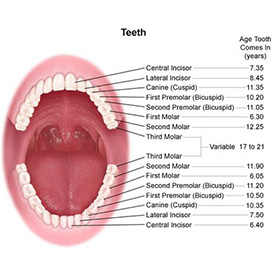 Teeth
Age Tooth
Comes In
(years)
Central Incisor 7.35
Lateral Incisor 8.45
Canine (Cuspid) 11.35
First Premolar (Bicuspid) 10.20
Second Premolar (Bicuspid) 11.05
First Molar 6.30
Second Molar 12.25
Third Molar
Variable 17 to 21
Third Molar
Second Molar 11.90
First Molar 6.05
Second Premolar (Bicuspid) 11.20
First Premolar (Bicuspid) 10.50
Canine (Cuspid) 10.35
Lateral Incisor 7.50
Central Incisor 6.40